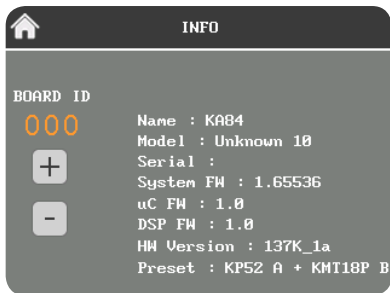 INFO
BOARD ID
000
+
-
Name : KA84
Model : Unknown 10
Serial :
System FW : 1.65536
uC FW : 1.0
DSP FW : 1.0
HW Version : 137K_1a
Preset : KP52 A + KMT18P B